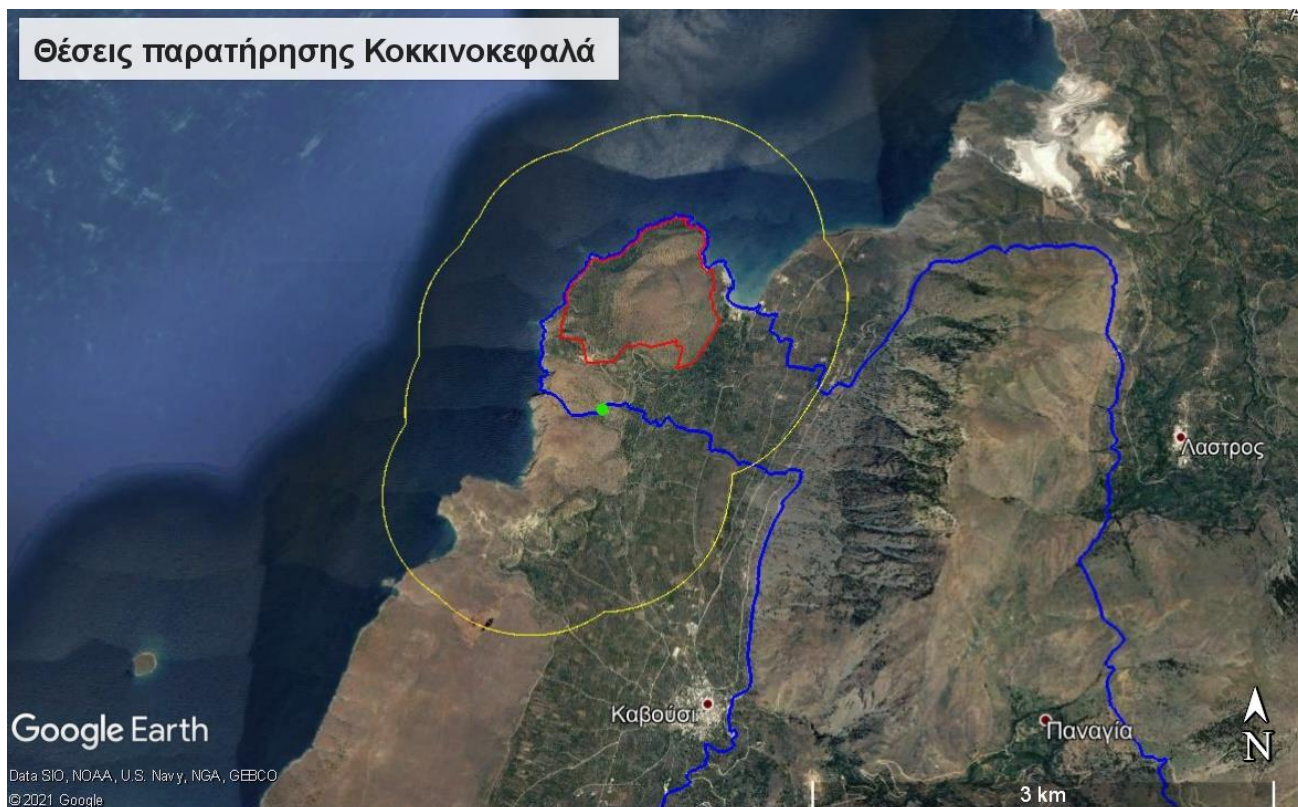 Θέσεις παρατήρησης Κοκκινοκεφαλά
Λαστρος
Καβούσι
Παναγία
Google Earth
N
Data SIO, NOAA, U.S. Navy, NGA, GEBCO
© 2021 Google
3 km